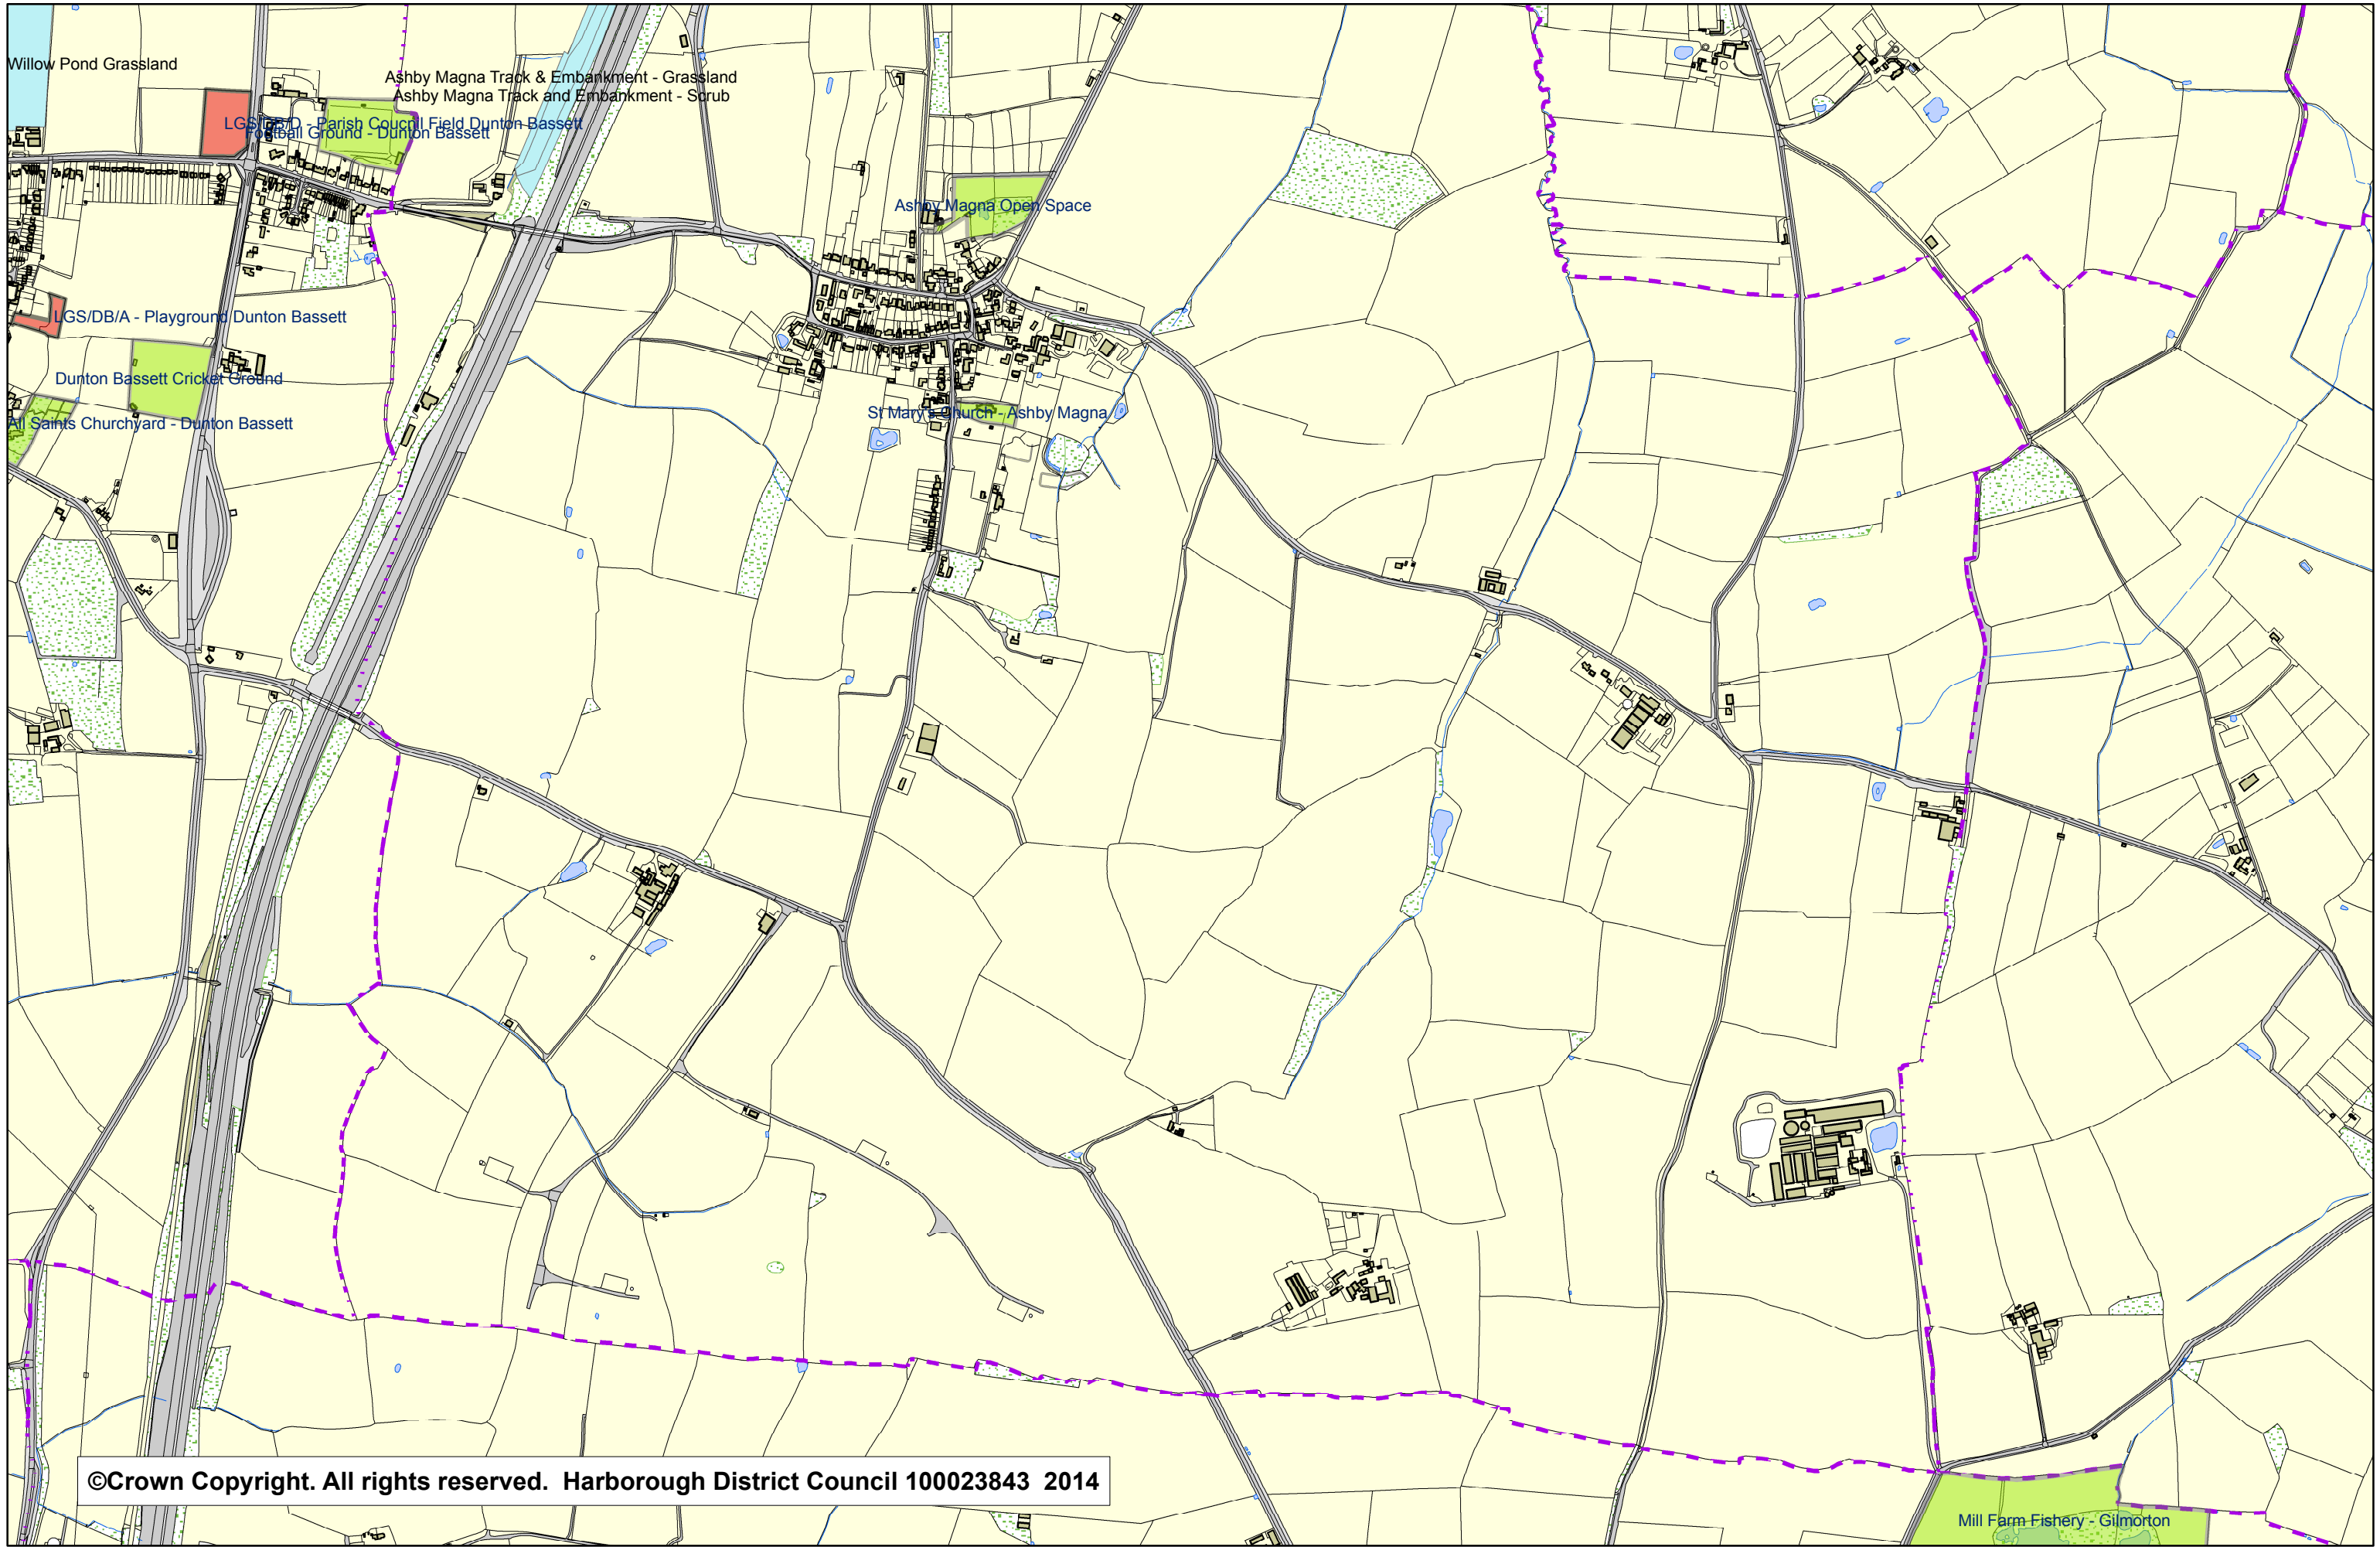 Willow Pond Grassland
Ashby Magna Track & Embankment - Grassland
Ashby Magna Track and Embankment - Scrub
LGS/DB/D - Parish Council Field Dunton Bassett
Football Ground - Dunton Bassett
Ashby Magna Open Space
LGS/DB/A - Playground Dunton Bassett
Dunton Bassett Cricket Ground
St Mary's Church - Ashby Magna
All Saints Churchyard - Dunton Bassett
©Crown Copyright. All rights reserved. Harborough District Council 100023843 2014
Mill Farm Fishery - Gilmorton